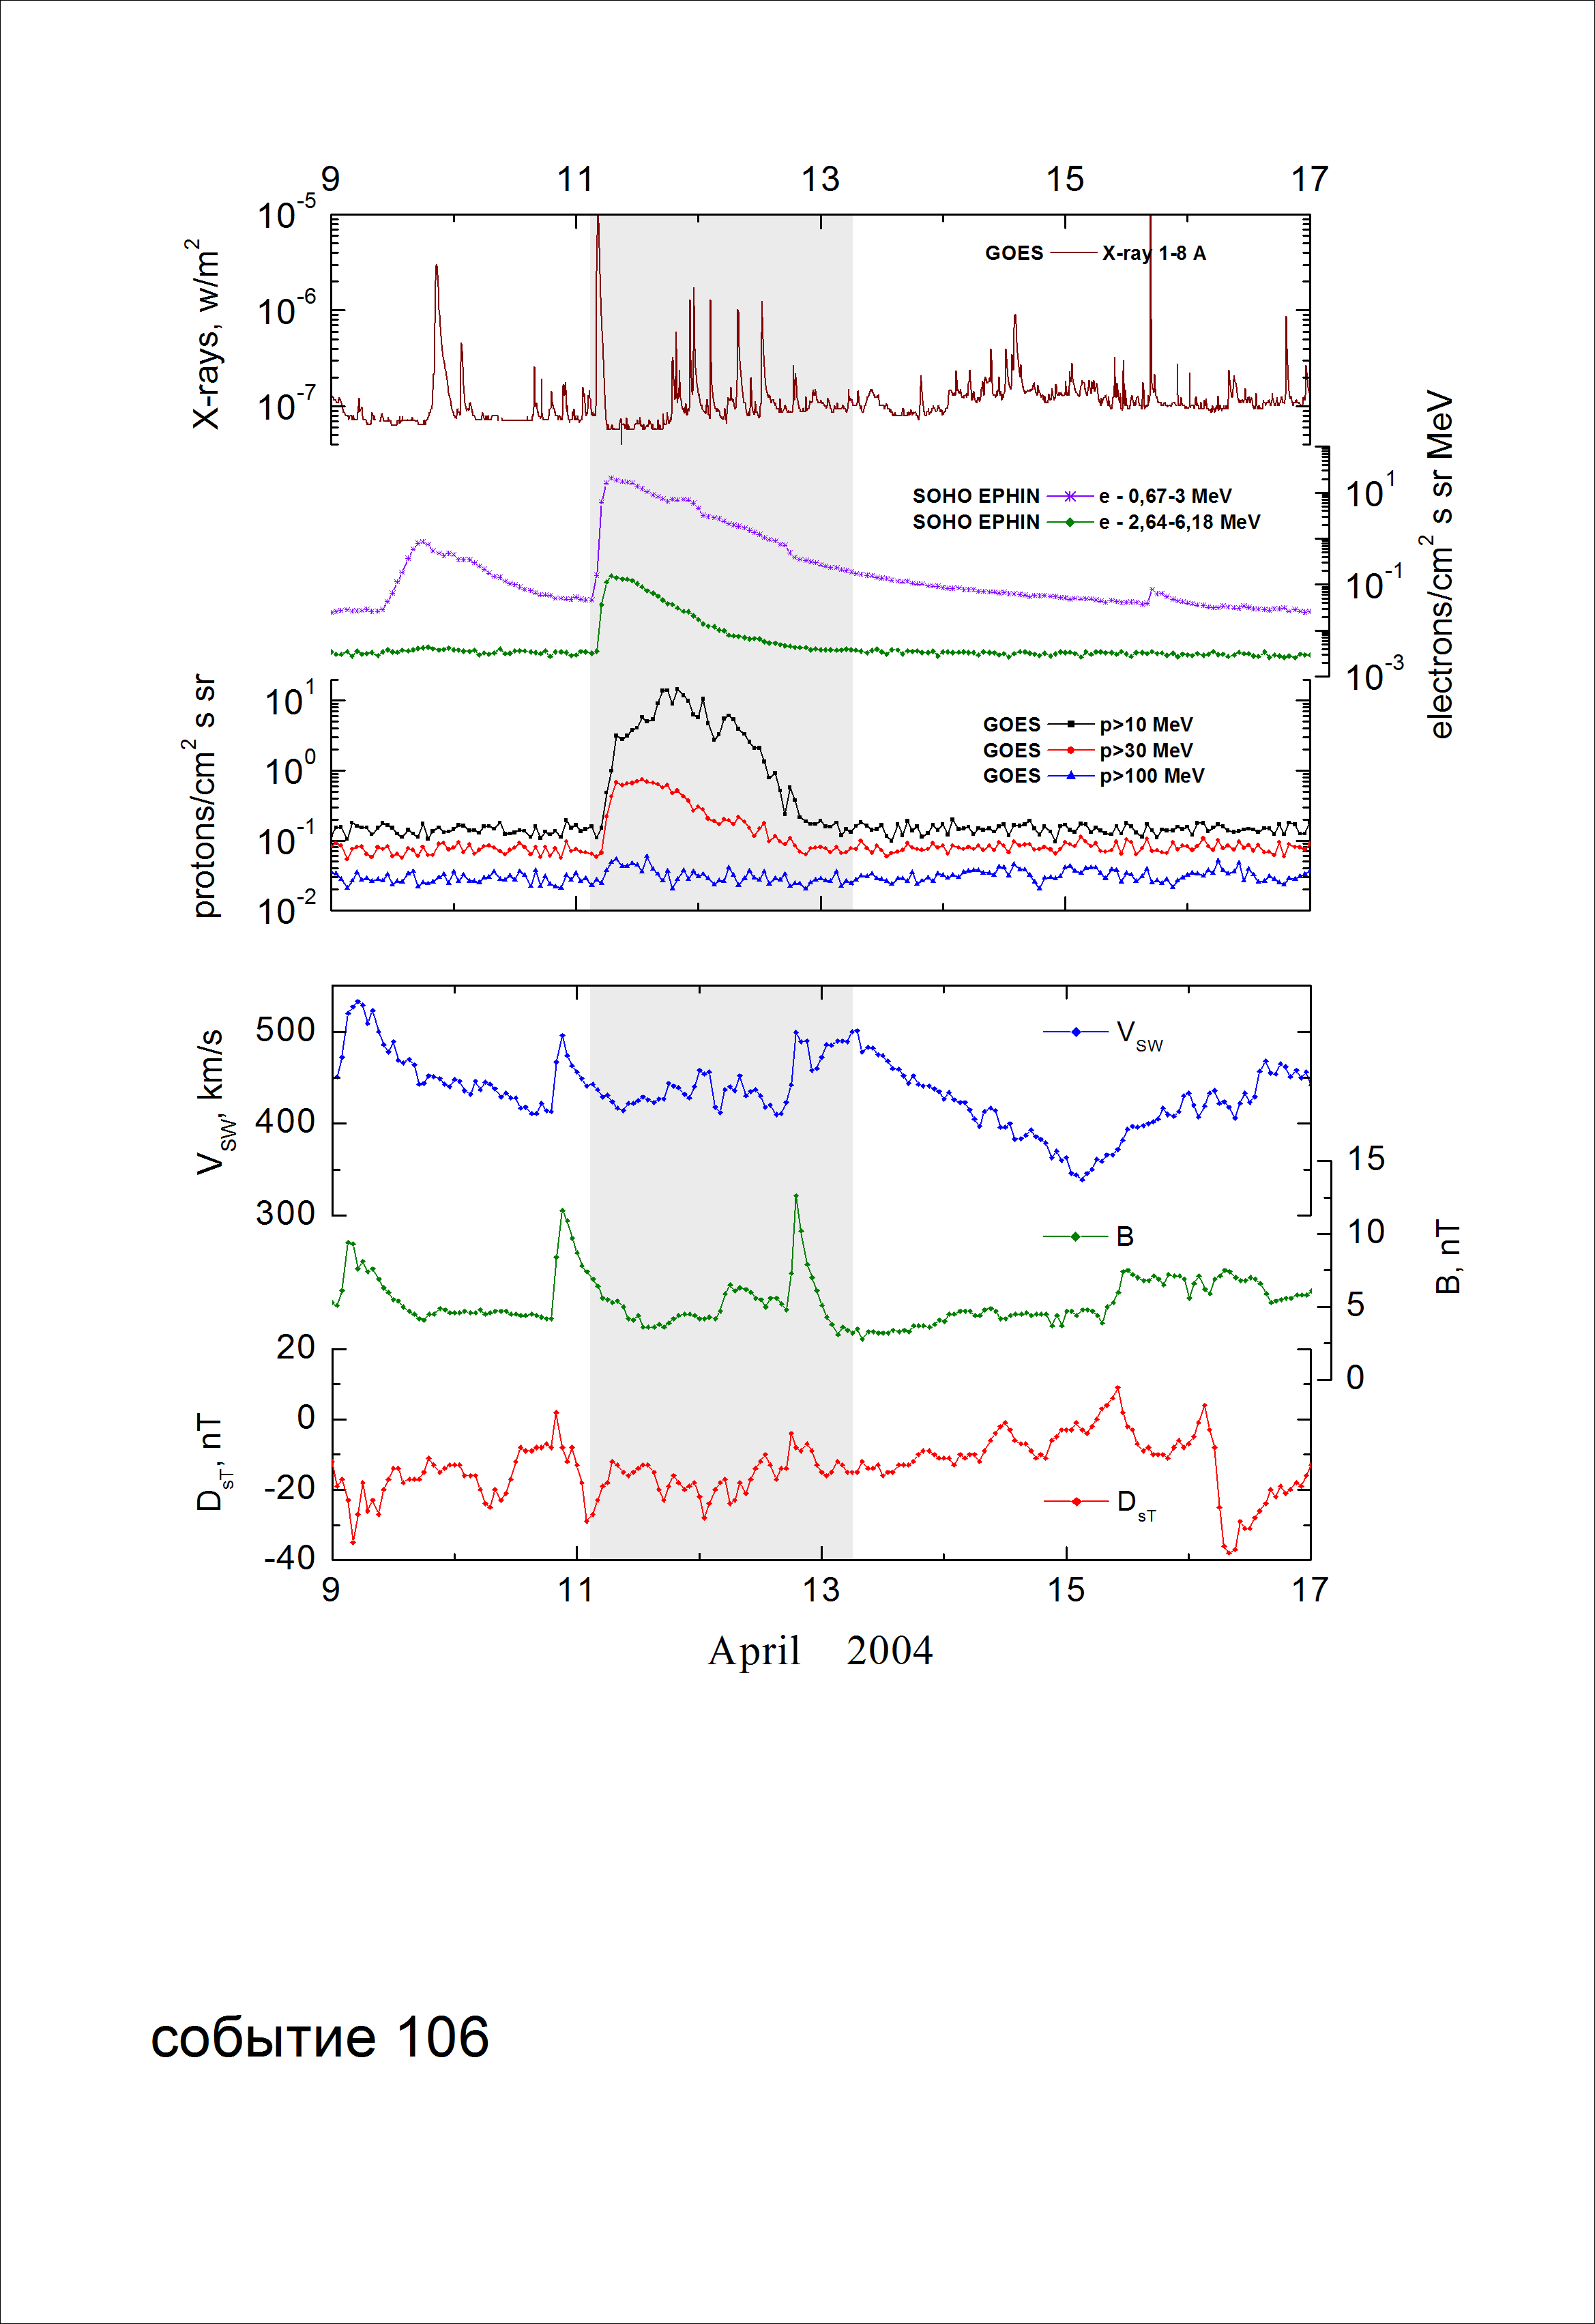 9 11 13 15 17
10-5
10-6
10-7
X-rays, w/m2
GOES X-ray 1-8 A
SOHO EPHIN e - 0,67-3 MeV
SOHO EPHIN e - 2,64-6,18 MeV
101
10-1
10-3
electrons/cm2 s sr MeV
101
100
10-1
10-2
protons/cm2 s sr
GOES p>10 MeV
GOES p>30 MeV
GOES p>100 MeV
500
400
300
VSW, km/s
VSW
15
10
5
0
B, nT
B
20
0
-20
-40
DsT, nT
DsT
9 11 13 15 17
April 2004
событие 106